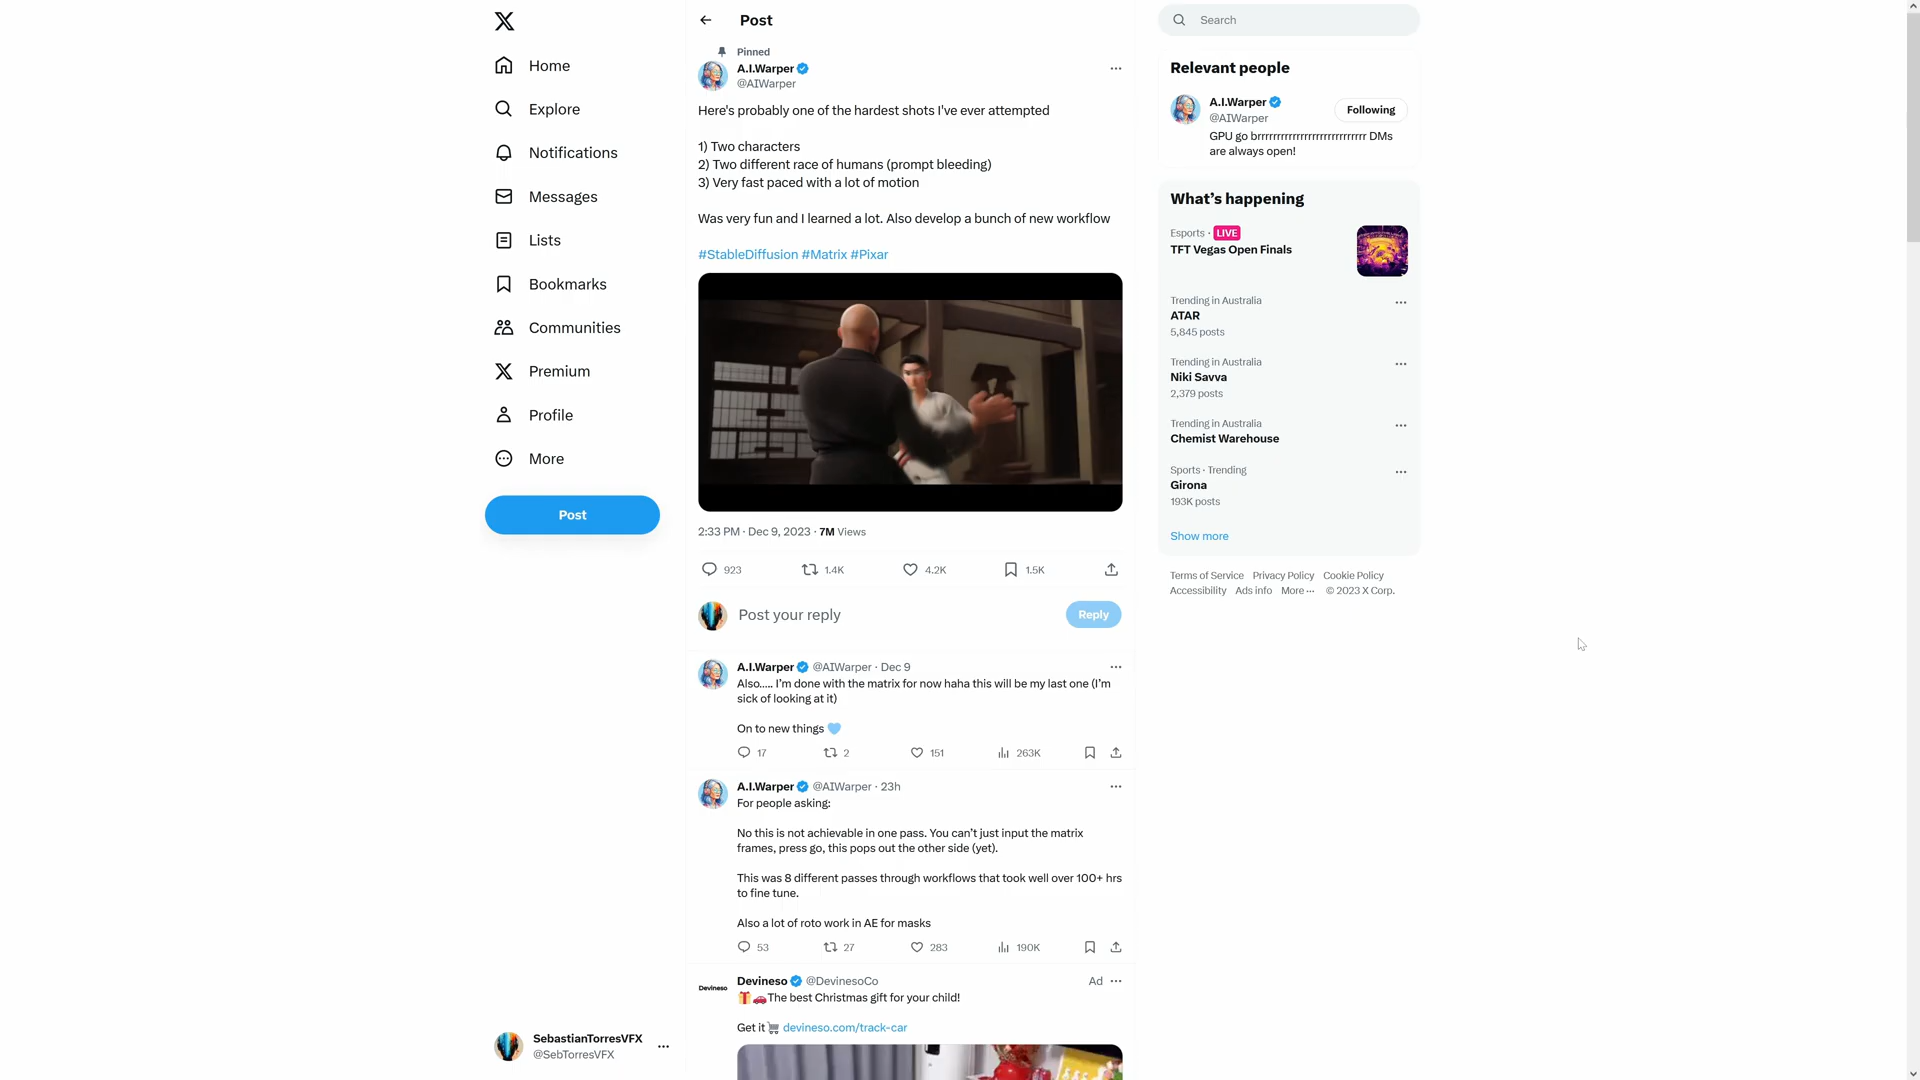 Home
Explore
Notifications
Messages
Lists
Bookmarks
Communities
Premium
Profile
More
Post
SebastianTorresVFX
@SebTorresVFX
Post
Pinned
A.I.Warper
@AIWarper
Here's probably one of the hardest shots I've ever attempted
1) Two characters
2) Two different race of humans (prompt bleeding)
3) Very fast paced with a lot of motion
Was very fun and I learned a lot. Also develop a bunch of new workflow
#StableDiffusion #Matrix #Pixar
2:33 PM · Dec 9, 2023 · 7M Views
923 1.4K 4.2K 1.5K
Post your reply
Reply
A.I.Warper @AIWarper · Dec 9
Also..... I'm done with the matrix for now haha this will be my last one (I'm
sick of looking at it)
On to new things 🩵
17 2 151 263K
A.I.Warper @AIWarper · 23h
For people asking:
No this is not achievable in one pass. You can't just input the matrix
frames, press go, this pops out the other side (yet).
This was 8 different passes through workflows that took well over 100+ hrs
to fine tune.
Also a lot of roto work in AE for masks
53 27 283 190K
Devineso
Devineso @DevinesoCo Ad
🎁🚗The best Christmas gift for your child!
Get it🛒 devineso.com/track-car
Search
Relevant people
A.I.Warper
@AIWarper
Following
GPU go brrrrrrrrrrrrrrrrrrrrrrrrrrr DMs
are always open!
What's happening
Esports · LIVE
TFT Vegas Open Finals
Trending in Australia
ATAR
5,845 posts
Trending in Australia
Niki Savva
2,379 posts
Trending in Australia
Chemist Warehouse
Sports · Trending
Girona
193K posts
Show more
Terms of Service Privacy Policy Cookie Policy
Accessibility Ads info More ··· © 2023 X Corp.